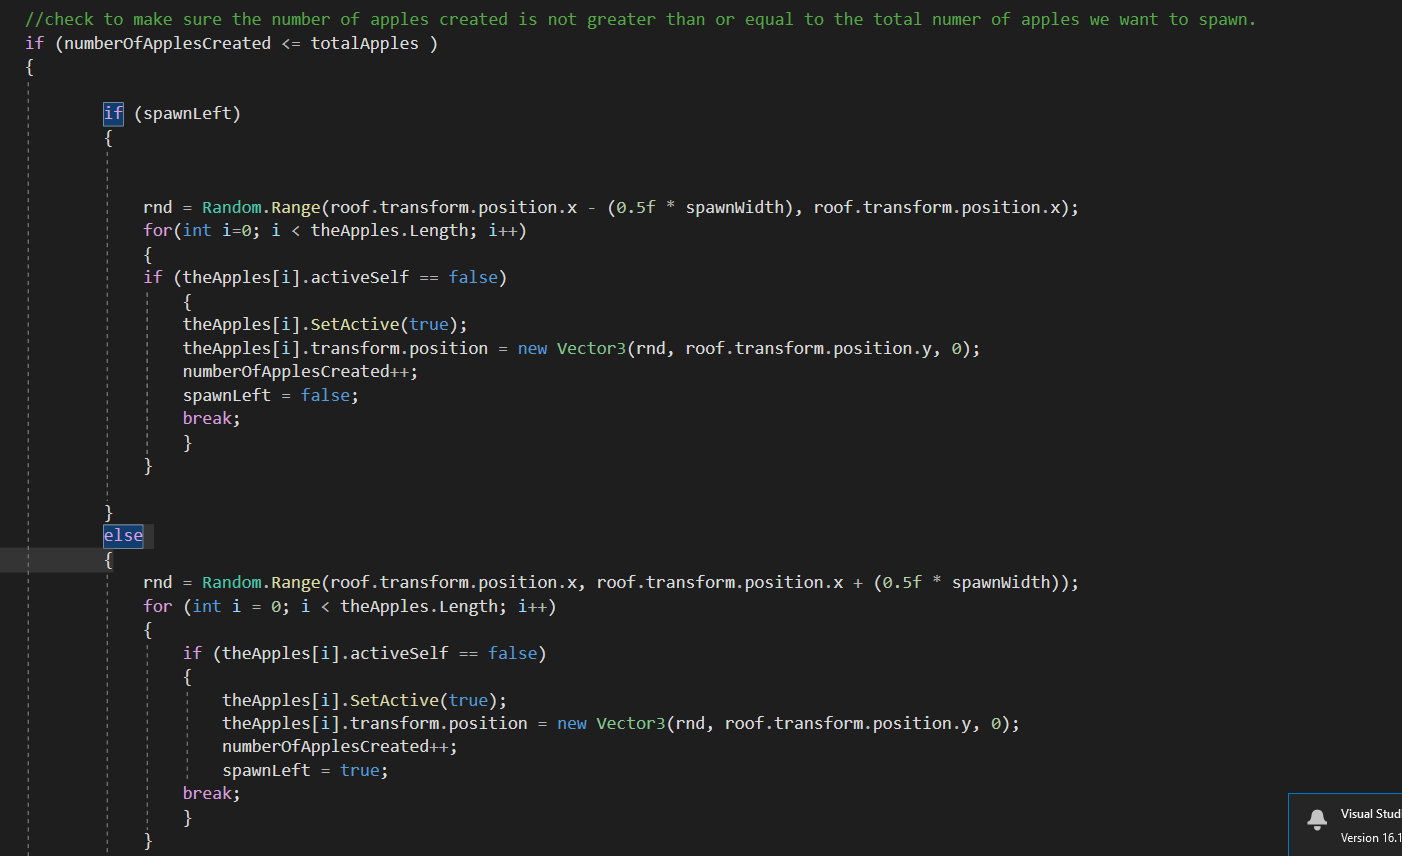 //check to make sure the number of apples created is not greater than or equal to the total numer of apples we want to spawn.
if (numberOfApplesCreated <= totalApples )
{
if (spawnLeft)
{
rnd = Random.Range(roof.transform.position.x - (0.5f * spawnWidth), roof.transform.position.x);
for(int i=0; i < theApples.Length; i++)
{
if (theApples[i].activeSelf == false)
{
theApples[i].SetActive(true);
theApples[i].transform.position = new Vector3(rnd, roof.transform.position.y, 0);
numberOfApplesCreated++;
spawnLeft = false;
break;
}
}
}
else
{
rnd = Random.Range(roof.transform.position.x, roof.transform.position.x + (0.5f * spawnWidth));
for (int i = 0; i < theApples.Length; i++)
{
if (theApples[i].activeSelf == false)
{
theApples[i].SetActive(true);
theApples[i].transform.position = new Vector3(rnd, roof.transform.position.y, 0);
numberOfApplesCreated++;
spawnLeft = true;
break;
}
}
Visual Studi
Version 16.1